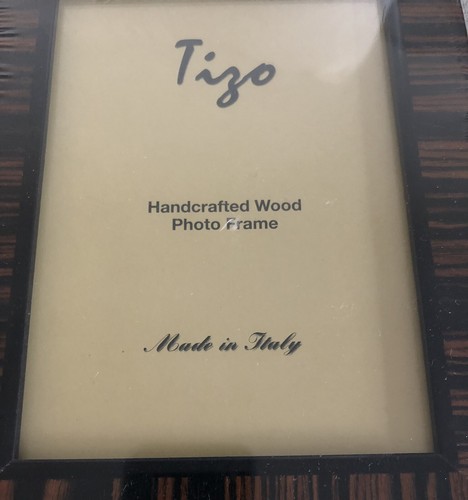 Tizo
Handcrafted Wood
Photo Frame
Made in Italy